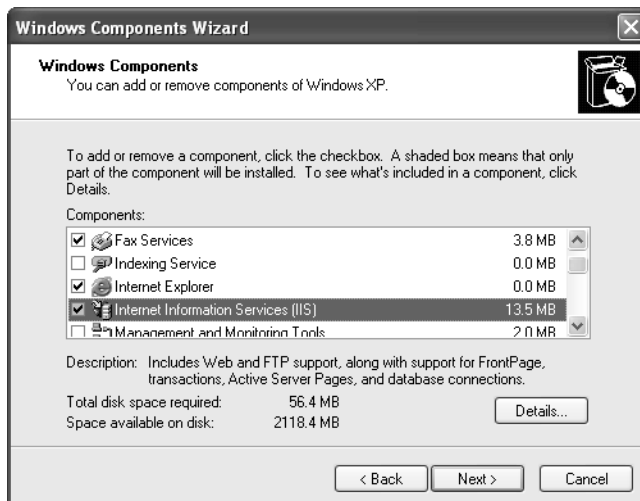 Windows Components Wizard
Windows Components
You can add or remove components of Windows XP.
To add or remove a component, click the checkbox. A shaded box means that only
part of the component will be installed. To see what's included in a component, click
Details.
Components:
Fax Services 3.8 MB
Indexing Service 0.0 MB
Internet Explorer 0.0 MB
Internet Information Services (IIS) 13.5 MB
Management and Monitoring Tools 2.0 MB
Description: Includes Web and FTP support, along with support for FrontPage,
transactions, Active Server Pages, and database connections.
Total disk space required: 56.4 MB
Space available on disk: 2118.4 MB
Details...
< Back Next > Cancel